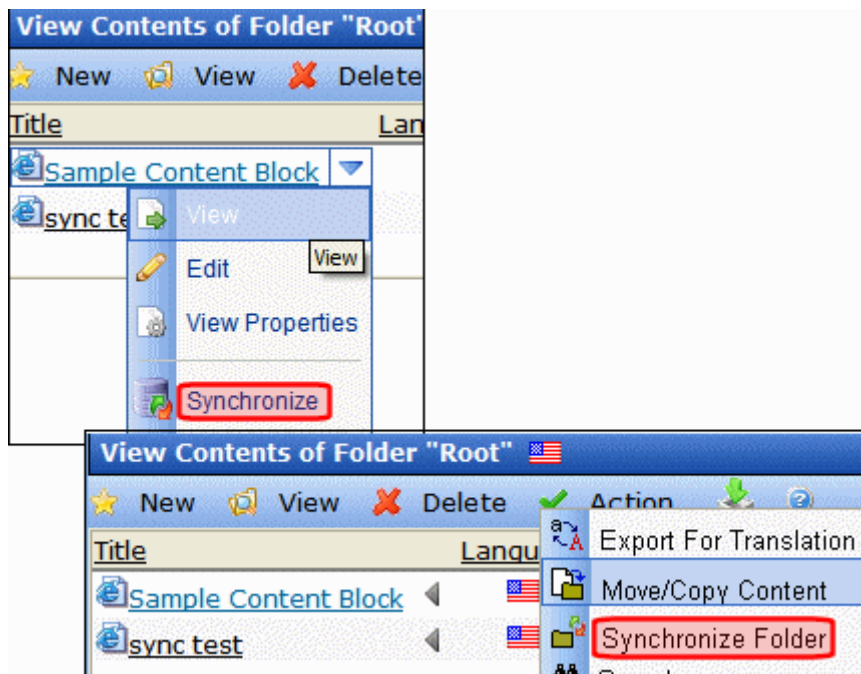 View Contents of Folder "Root"
New View Delete
Title Lan
Sample Content Block
sync te
View
View
Edit
View Properties
Synchronize
View Contents of Folder "Root"
New View Delete Action
Title Langu
Export For Translation
Sample Content Block
Move/Copy Content
sync test
Synchronize Folder